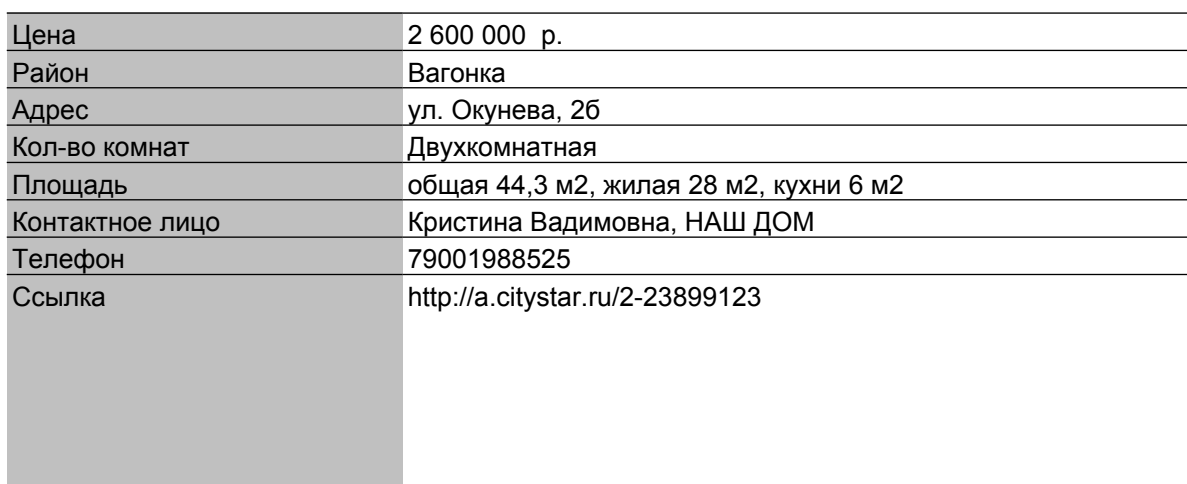 Цена 2 600 000 р.
Район Вагонка
Адрес ул. Окунева, 2б
Кол-во комнат Двухкомнатная
Площадь общая 44,3 м2, жилая 28 м2, кухни 6 м2
Контактное лицо Кристина Вадимовна, НАШ ДОМ
Телефон 79001988525
Ссылка http://a.citystar.ru/2-23899123